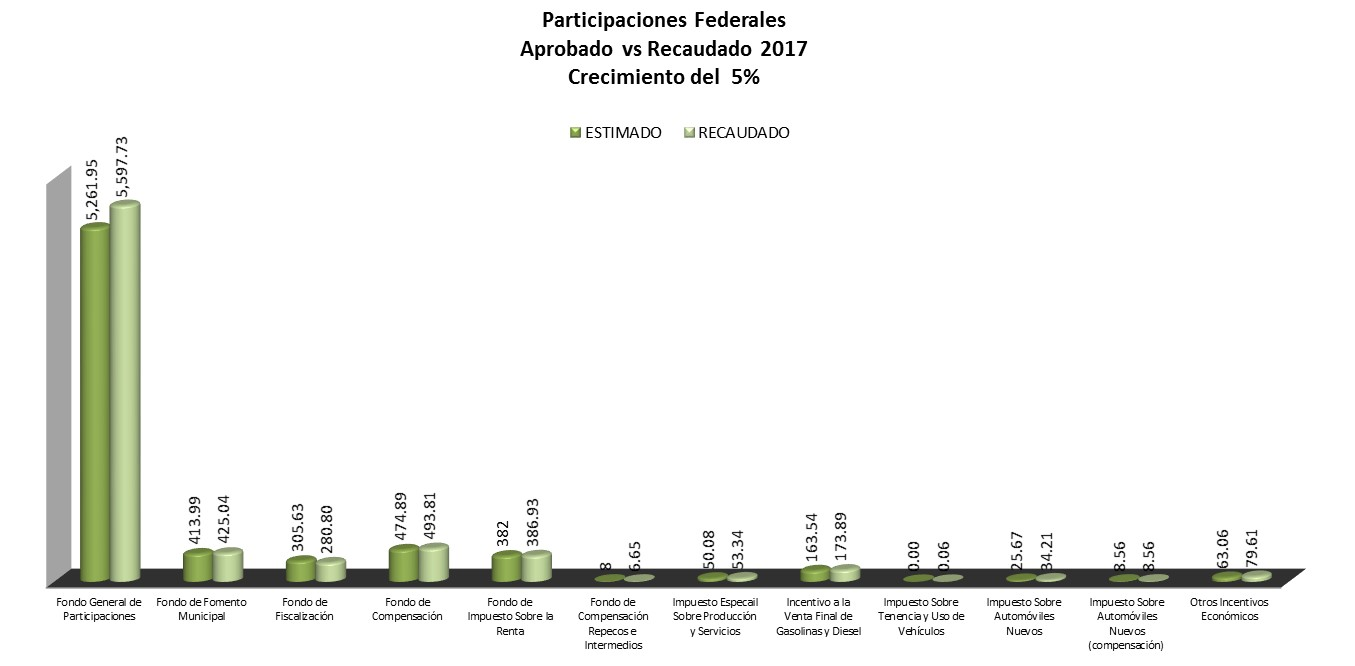 Participaciones Federales
Aprobado vs Recaudado 2017
Crecimiento del 5%
ESTIMADO
RECAUDADO
5,261.95
5,597.73
413.99
425.04
305.63
280.80
474.89
493.81
382
386.93
8
6.65
50.08
53.34
163.54
173.89
0.00
0.06
25.67
34.21
8.56
8.56
63.06
79.61
Fondo General de
Participaciones
Fondo de Fomento
Municipal
Fondo de
Fiscalización
Fondo de
Compensación
Fondo de
Impuesto Sobre la
Renta
Fondo de
Compensación
Repecos e
Intermedios
Impuesto Especail
Sobre Producción
y Servicios
Incentivo a la
Venta Final de
Gasolinas y Diesel
Impuesto Sobre
Tenencia y Uso de
Vehículos
Impuesto Sobre
Automóviles
Nuevos
Impuesto Sobre
Automóviles
Nuevos
(compensación)
Otros Incentivos
Económicos